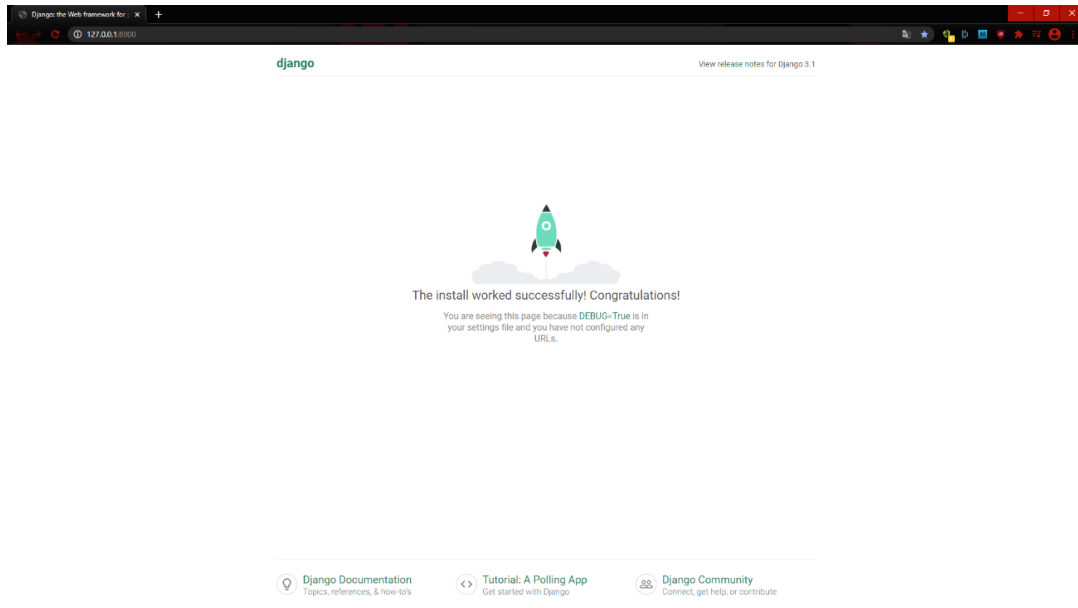 Django: the Web framework for
127.0.0.1:8000
django
View release notes for Django 3.1
The install worked successfully! Congratulations!
You are seeing this page because DEBUG=True is in
your settings file and you have not configured any
URLs.
Django Documentation
Topics, references, & how-to's
Tutorial: A Polling App
Get started with Django
Django Community
Connect, get help, or contribute